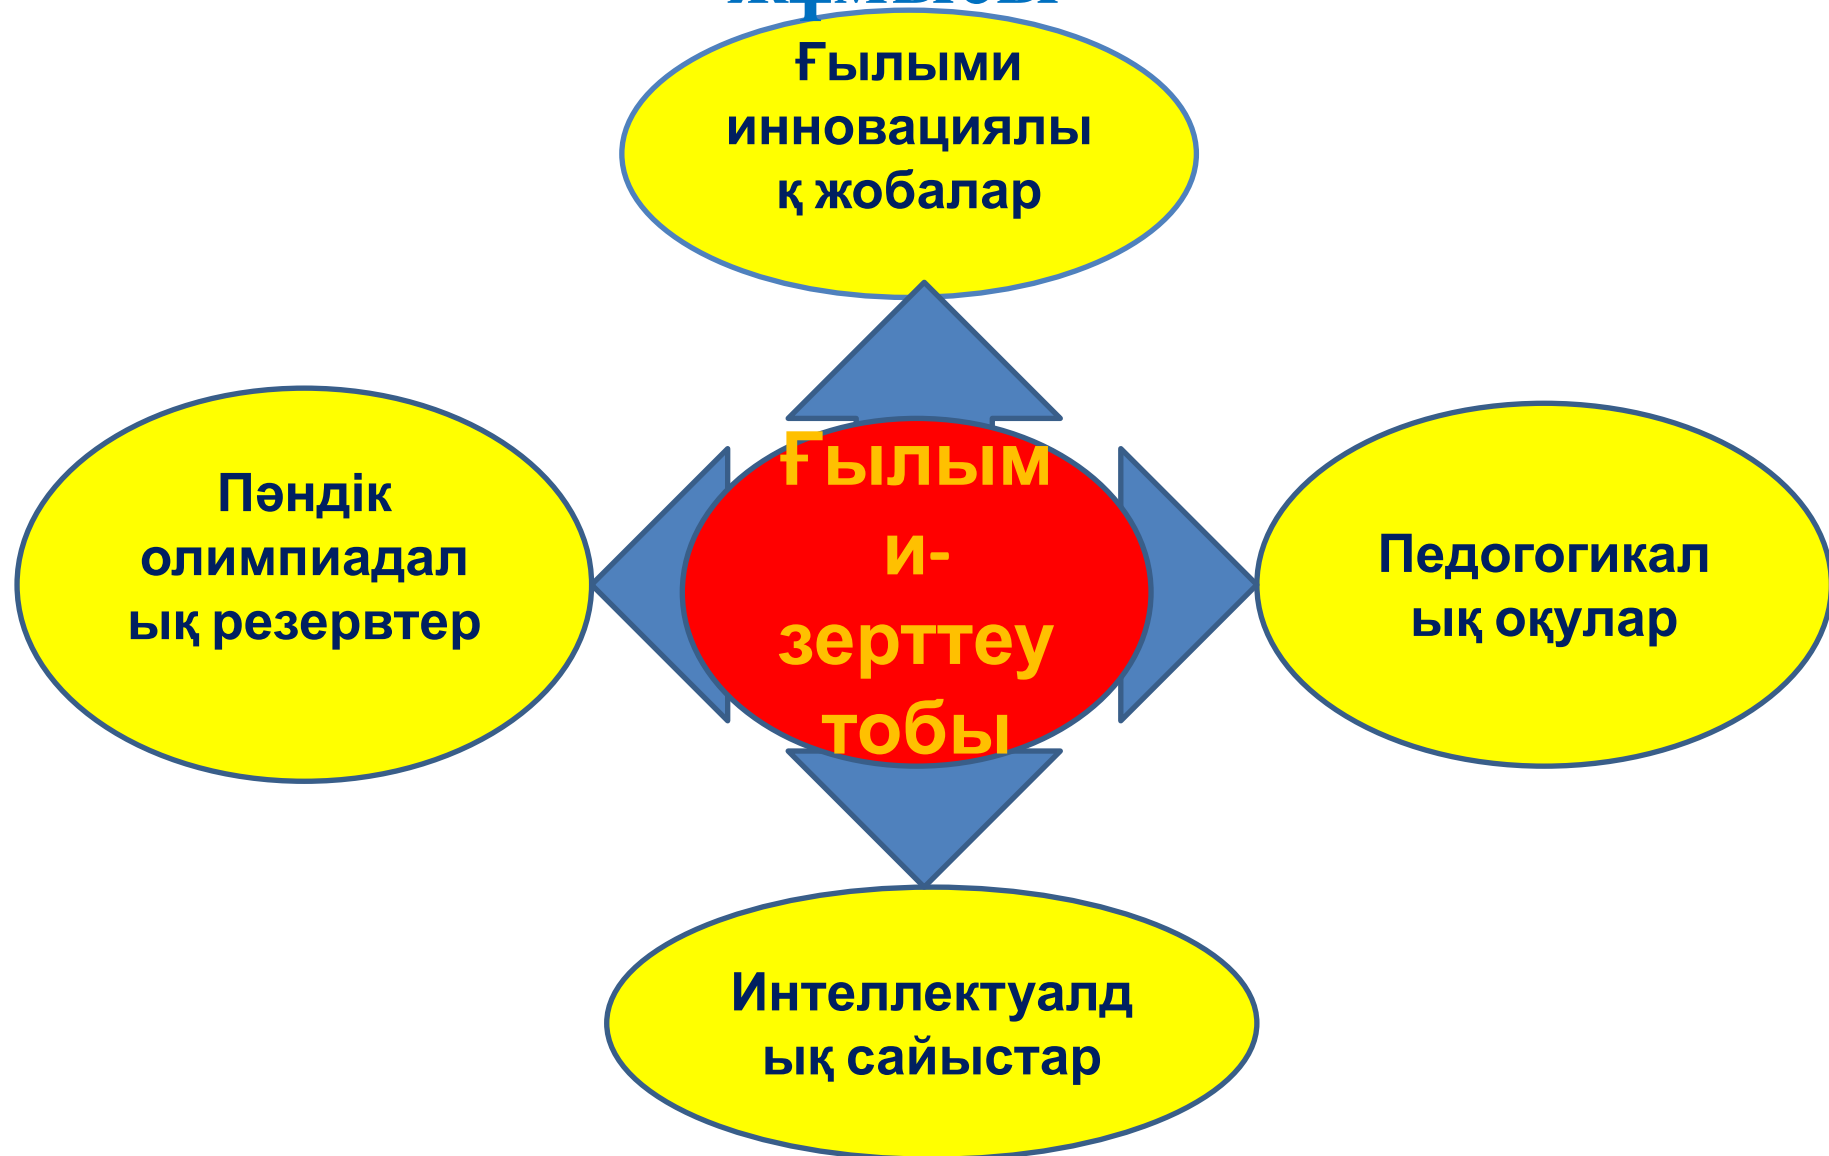 Ғылыми
инновациялы
қ жобалар
Ғылым
и-
зерттеу
тобы
Пәндік
олимпиадал
ық резервтер
Педогогикал
ық оқулар
Интеллектуалд
ық сайыстар